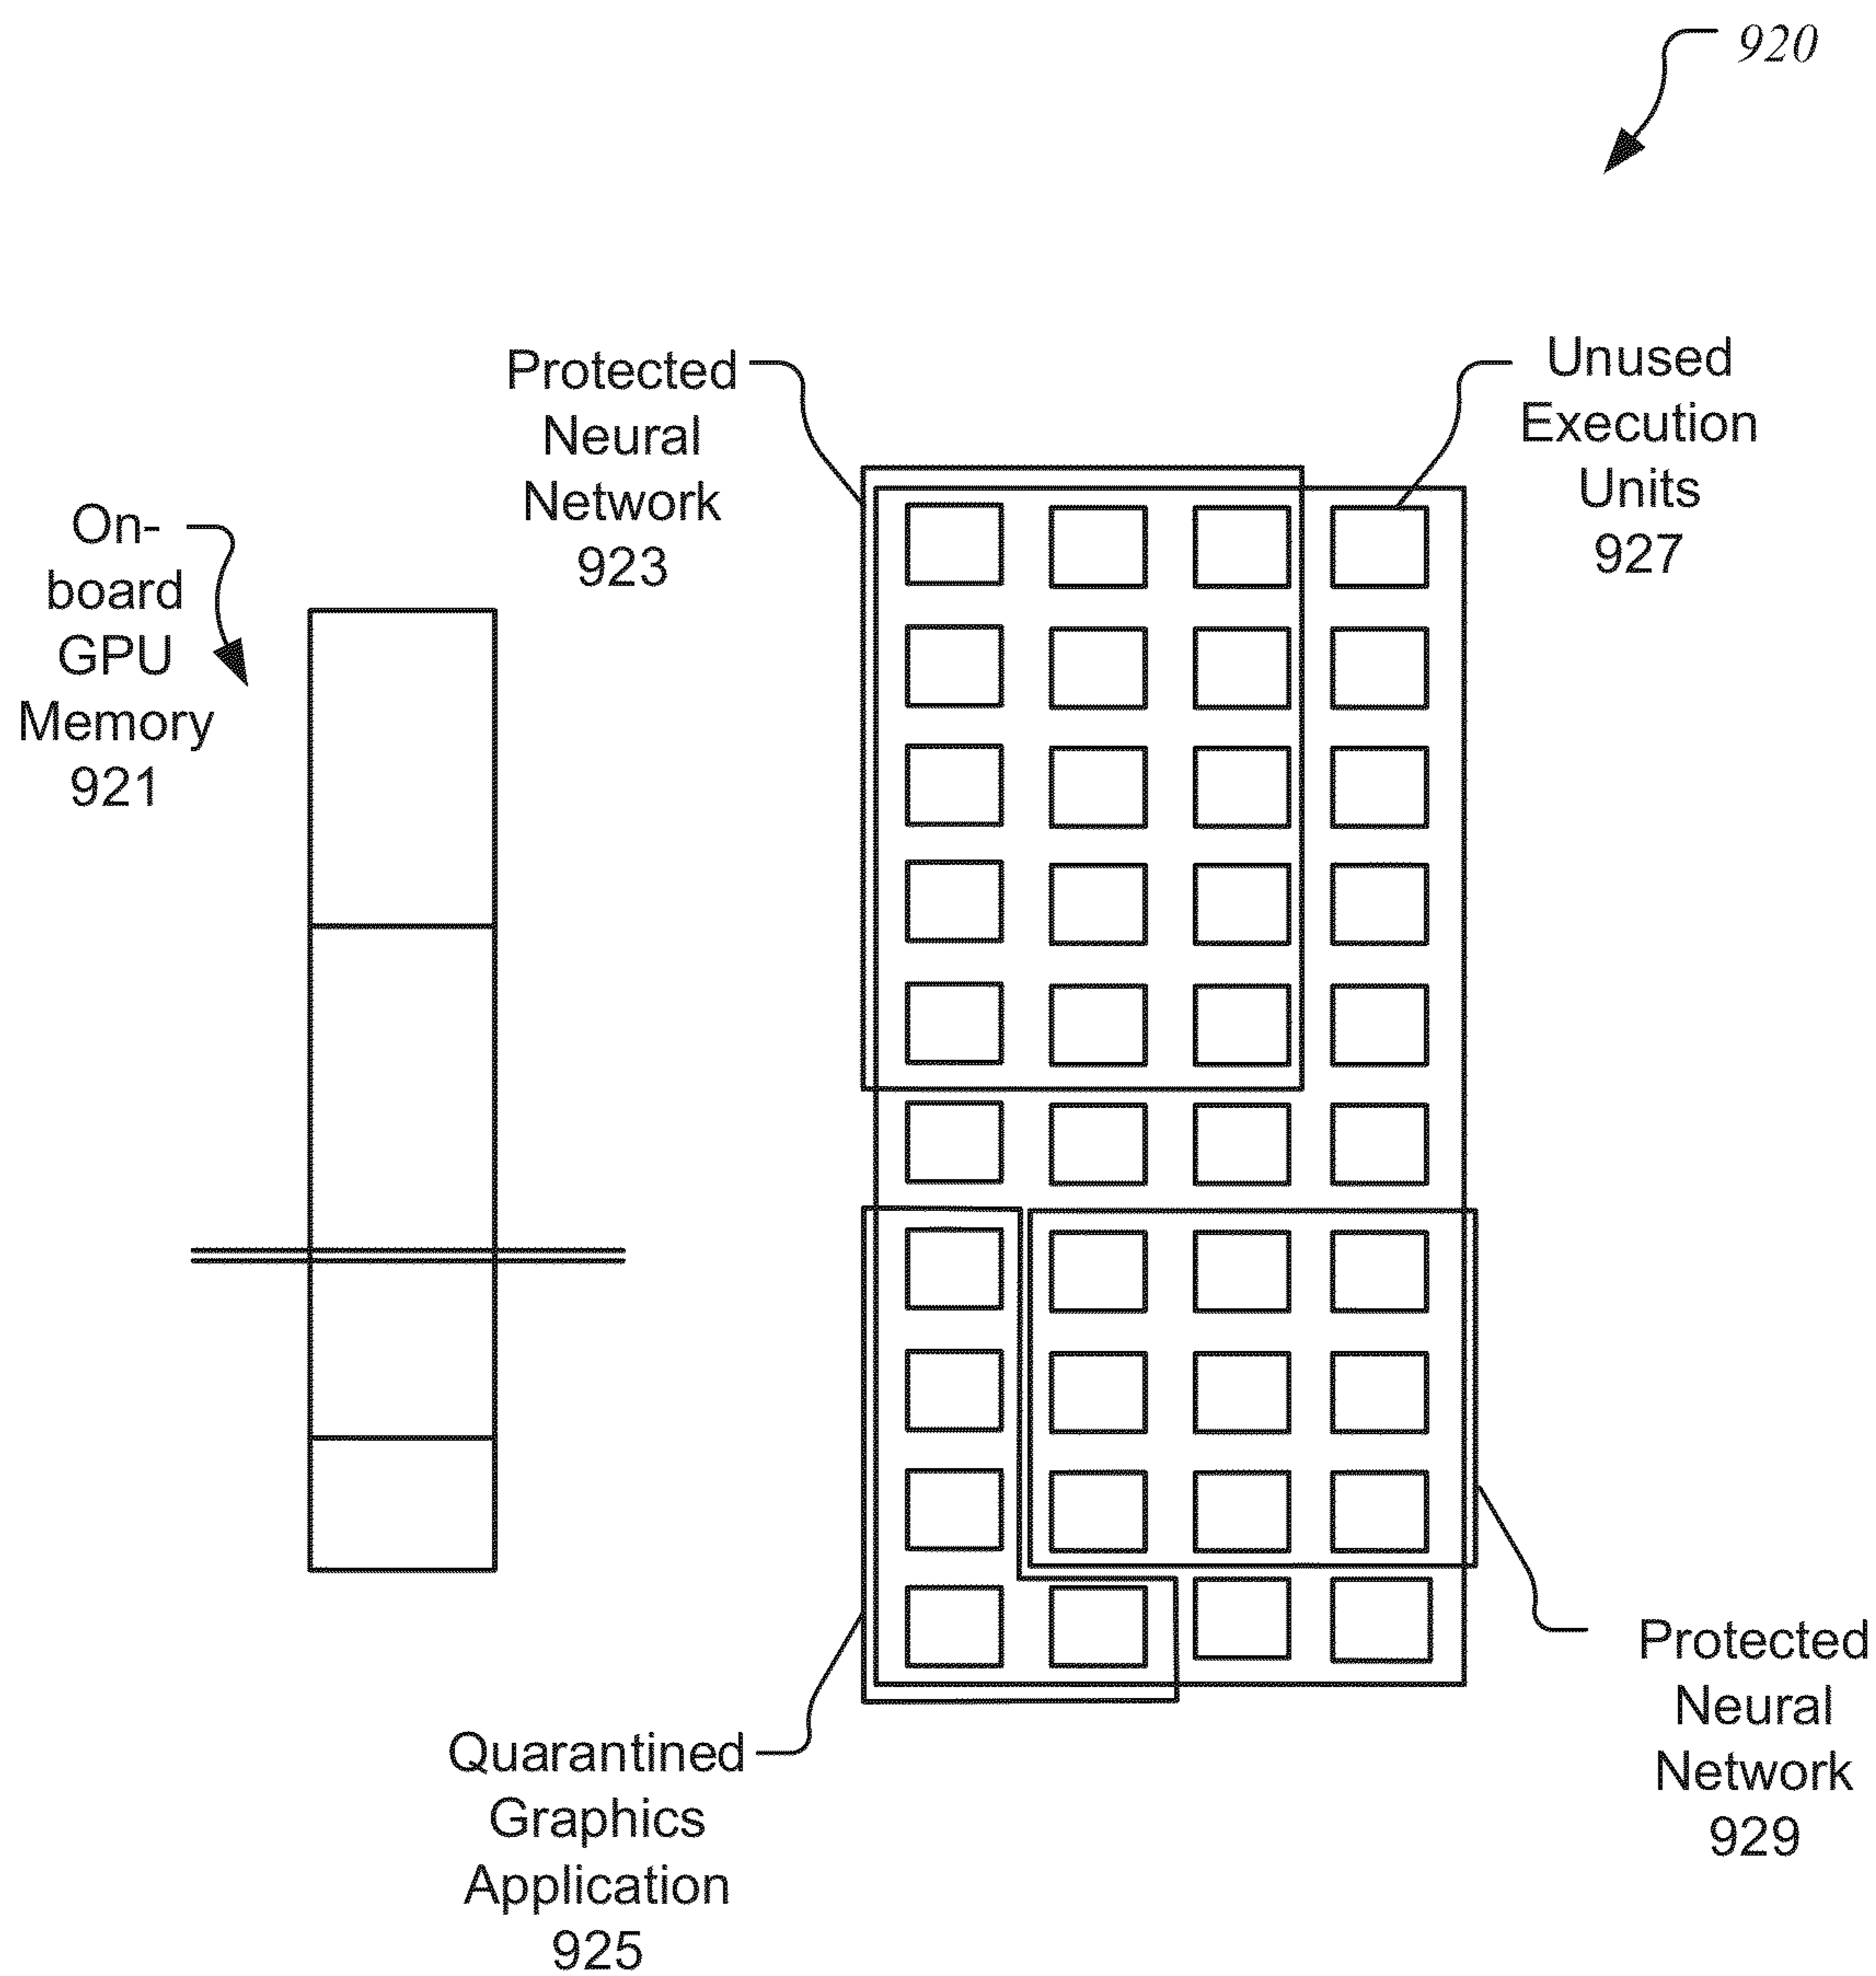 920
Protected
Neural
Network
923
Unused
Execution
Units
927
On-
board
GPU
Memory
921
Quarantined
Graphics
Application
925
Protected
Neural
Network
929